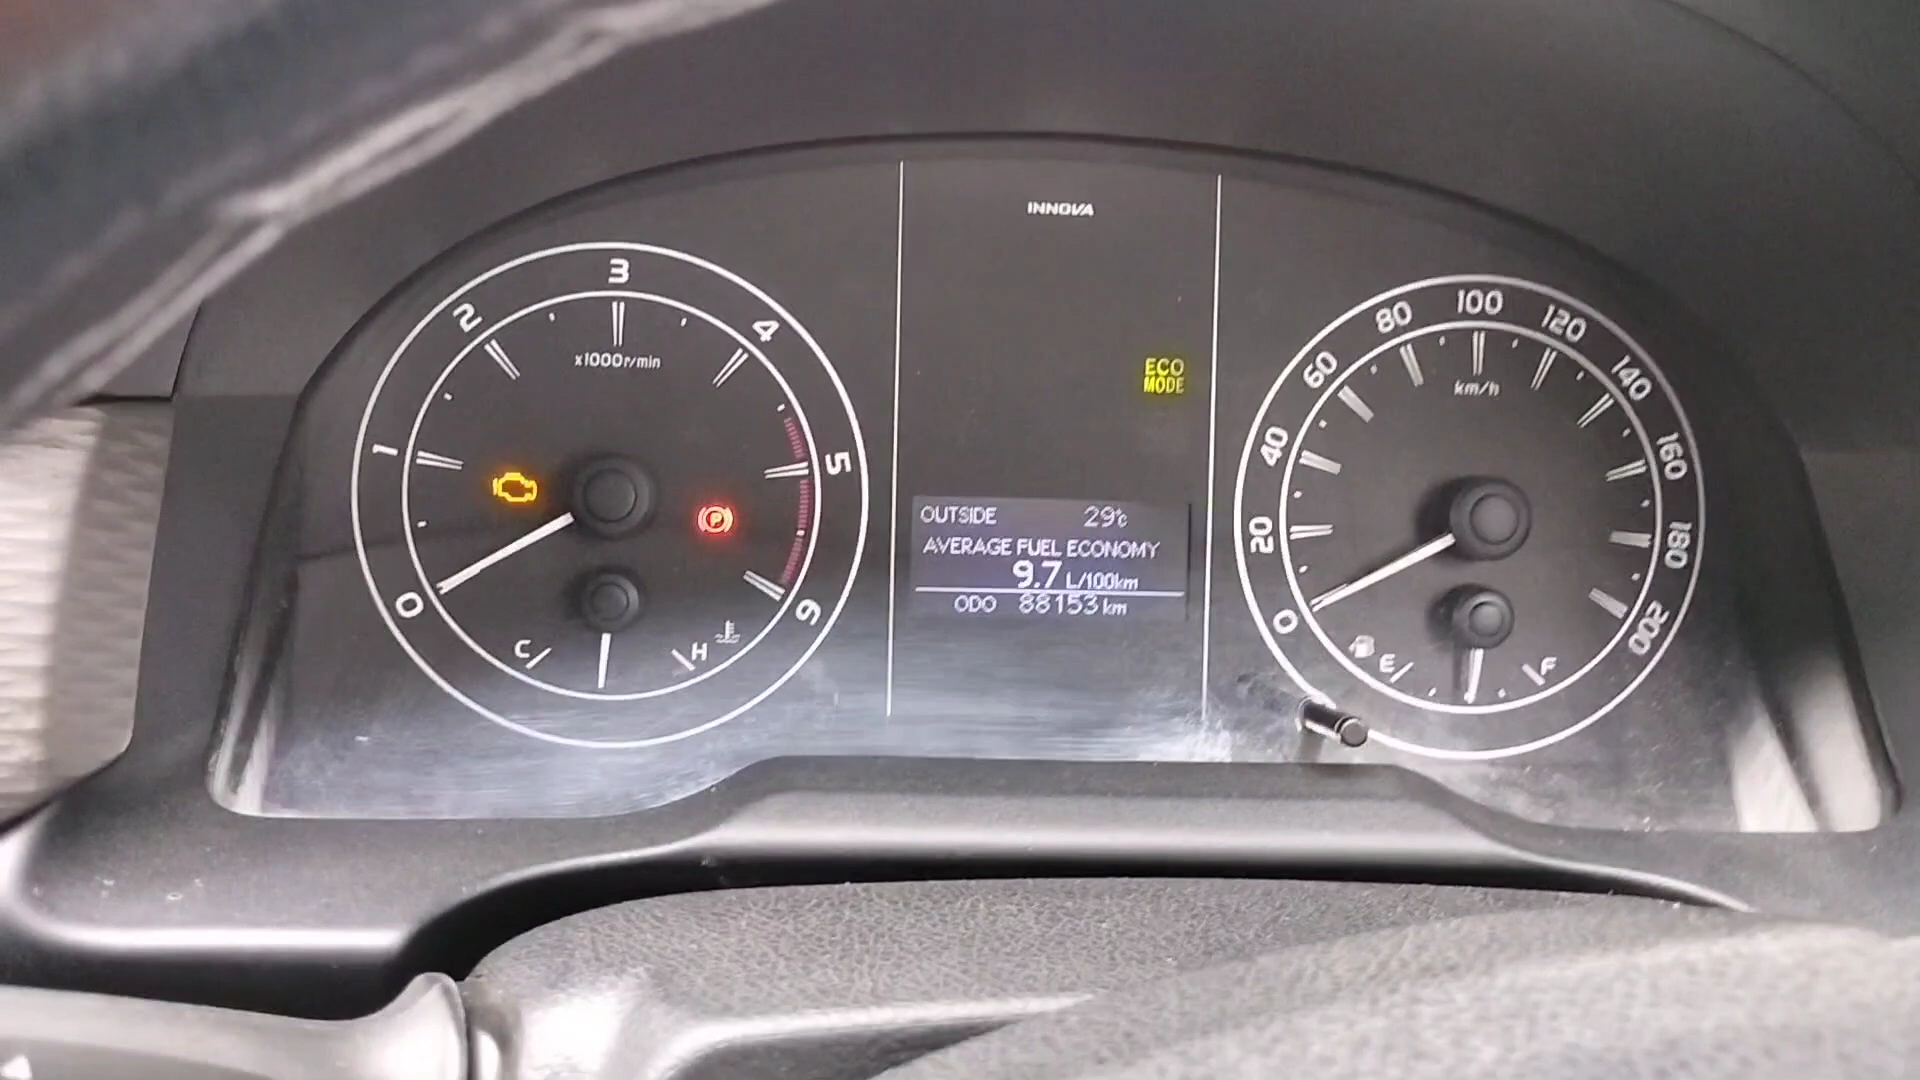 INNOVA
0
1
2
3
4
5
6
x1000r/min
C
H
ECO
MODE
OUTSIDE 29°c
AVERAGE FUEL ECONOMY
9.7 L/100km
ODO 88153 km
P
0
20
40
60
80
100
120
140
160
180
200
km/h
E
F